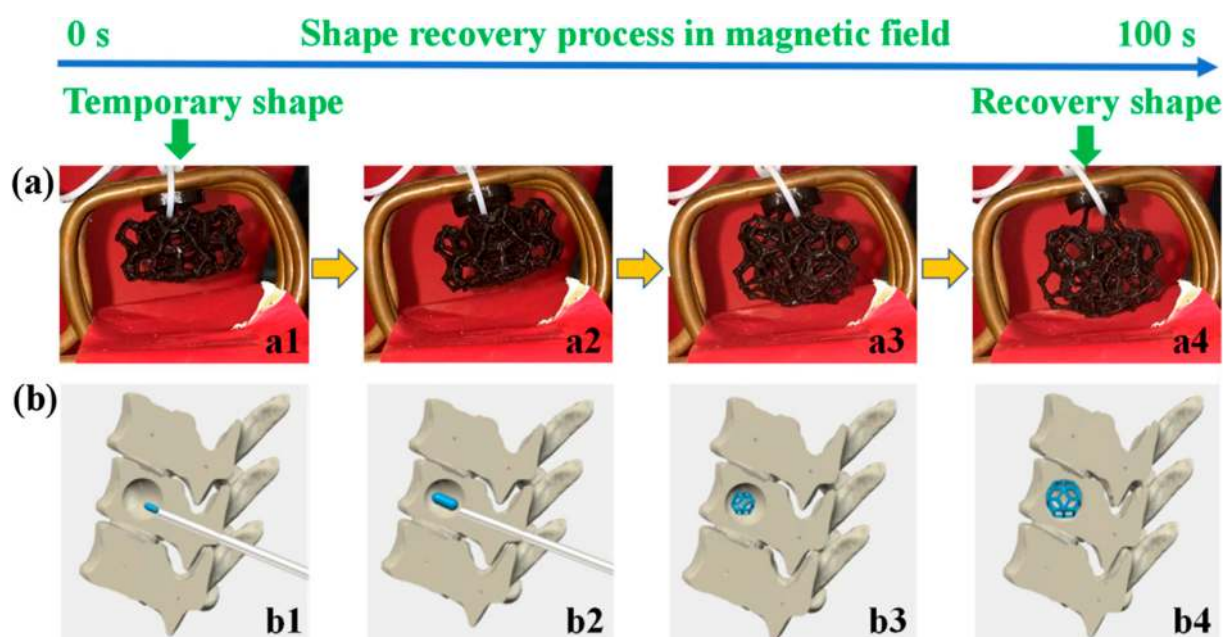 0 s Shape recovery process in magnetic field 100 s
Temporary shape Recovery shape
(a)
a1 a2 a3 a4
(b)
b1 b2 b3 b4